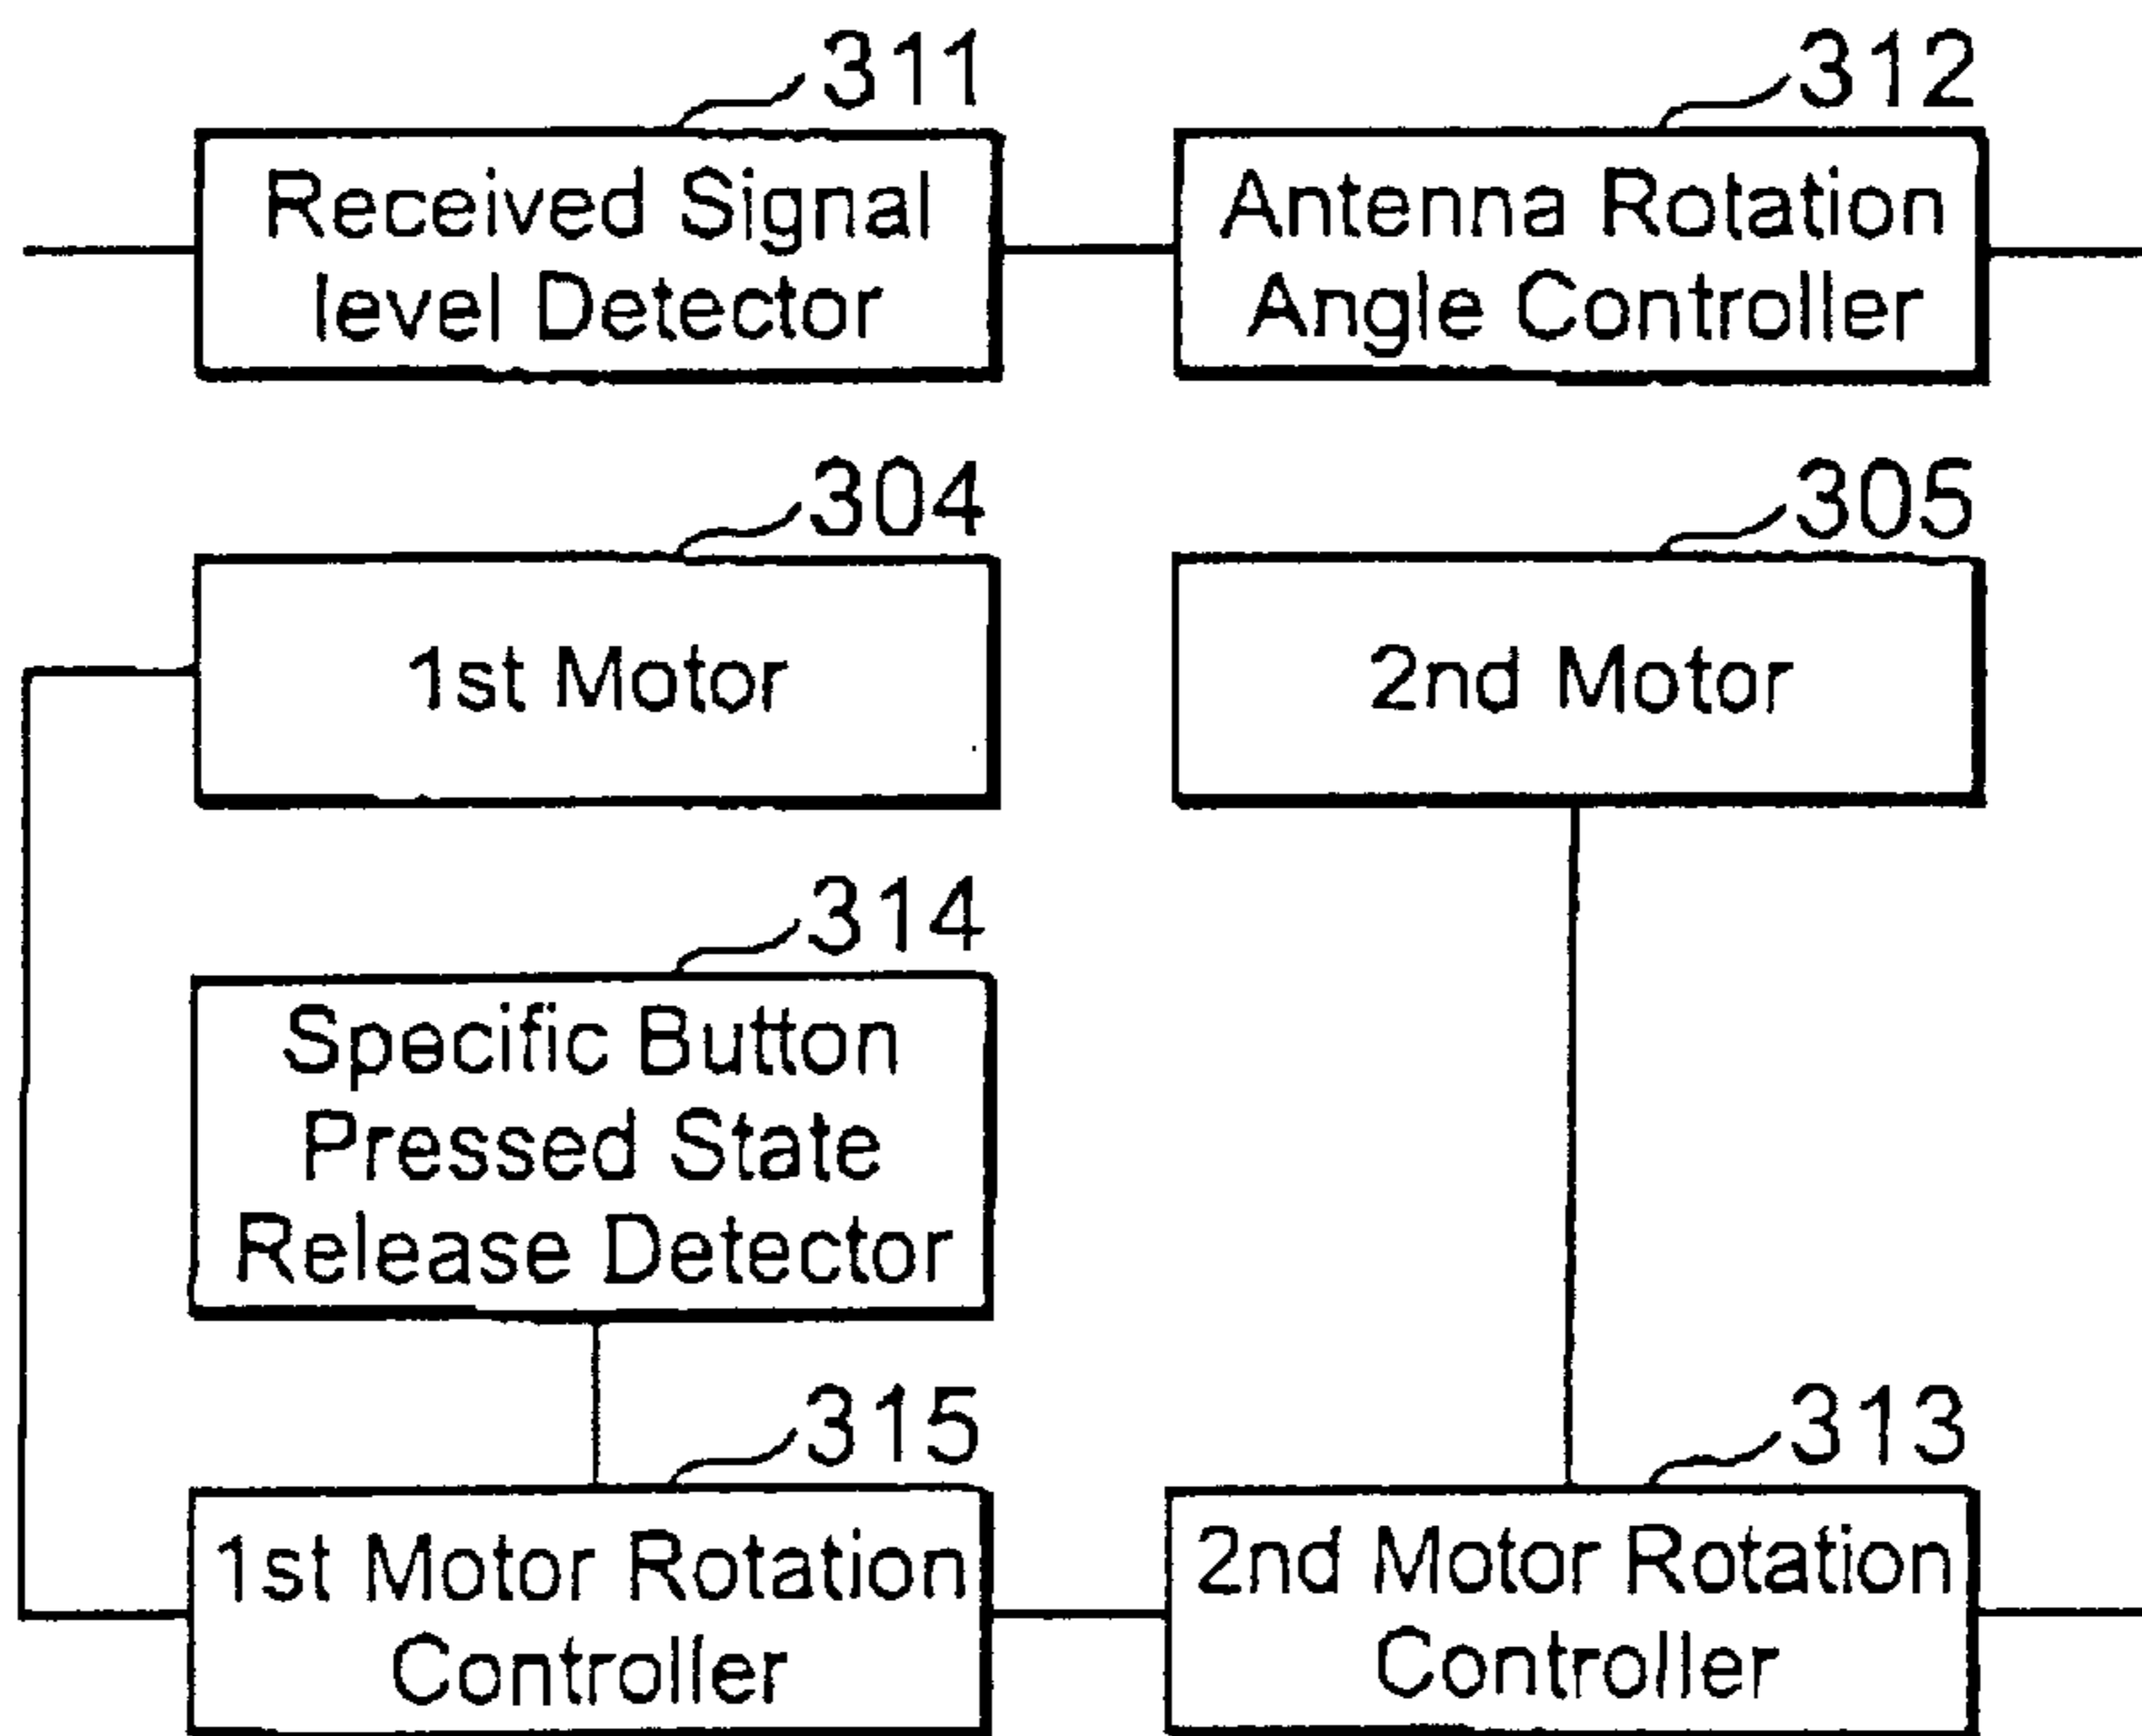 311
312
Received Signal
level Detector
Antenna Rotation
Angle Controller
304
305
1st Motor
2nd Motor
314
Specific Button
Pressed State
Release Detector
315
313
1st Motor Rotation
Controller
2nd Motor Rotation
Controller